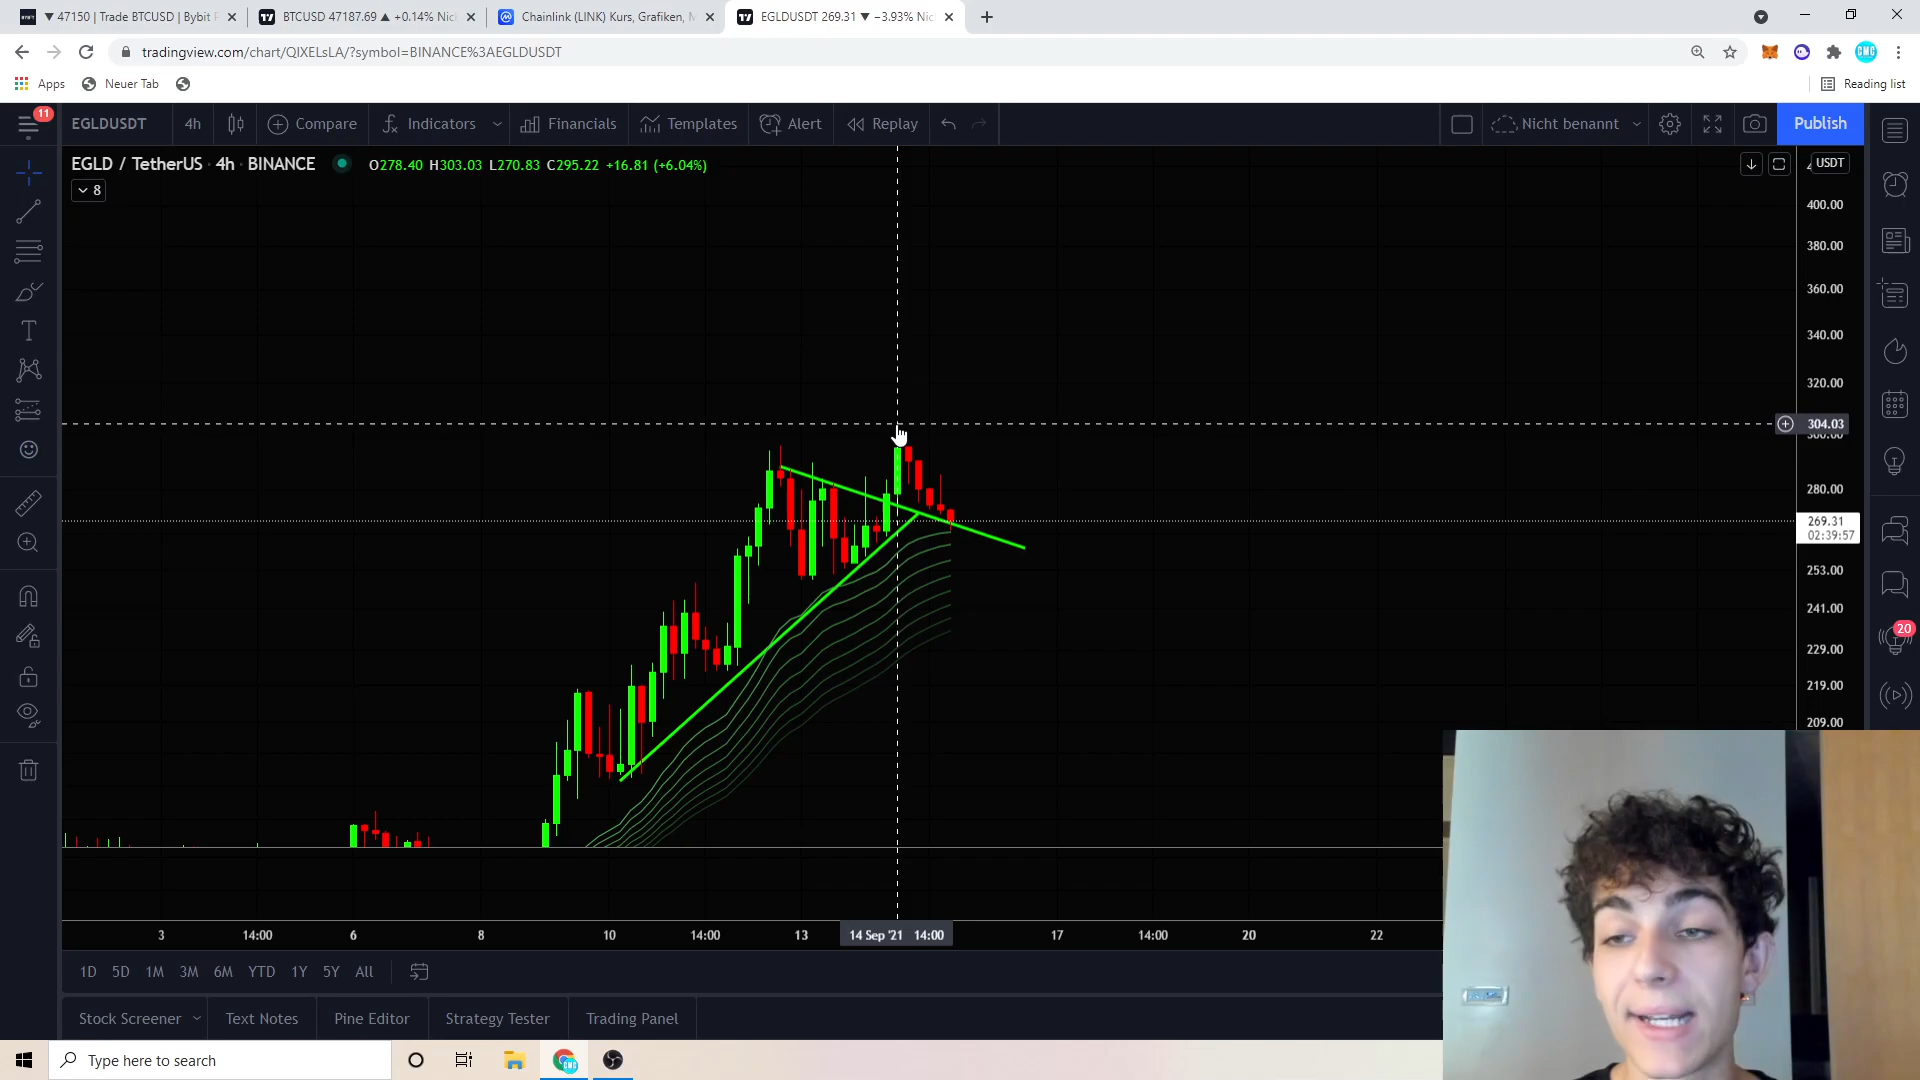 ▼ 47150 | Trade BTCUSD | Bybit
BTCUSD 47187.69 ▲ +0.14% Nic
Chainlink (LINK) Kurs, Grafiken, M
EGLDUSDT 269.31 ▼ −3.93% Nic
tradingview.com/chart/QIXELsLA/?symbol=BINANCE%3AEGLDUSDT
CMC
Apps
Neuer Tab
Reading list
11
EGLDUSDT
4h
Compare
Indicators
Financials
Templates
Alert
Replay
Nicht benannt
Publish
EGLD / TetherUS · 4h · BINANCE
O278.40 H303.03 L270.83 C295.22 +16.81 (+6.04%)
USDT
8
400.00
380.00
360.00
340.00
320.00
304.03
300.00
280.00
269.31
02:39:57
253.00
241.00
229.00
219.00
209.00
20
3
14:00
6
8
10
14:00
13
14 Sep '21 14:00
17
14:00
20
22
1D 5D 1M 3M 6M YTD 1Y 5Y All
Stock Screener
Text Notes
Pine Editor
Strategy Tester
Trading Panel
Type here to search